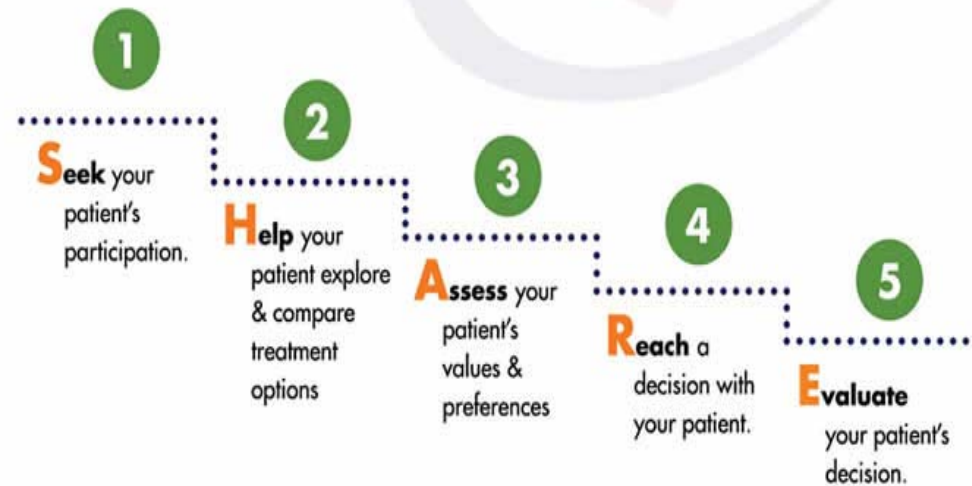 1
Seek your
patient's
participation.
2
Help your
patient explore
& compare
treatment
options
3
Assess your
patient's
values &
preferences
4
Reach a
decision with
your patient.
5
Evaluate
your patient's
decision.